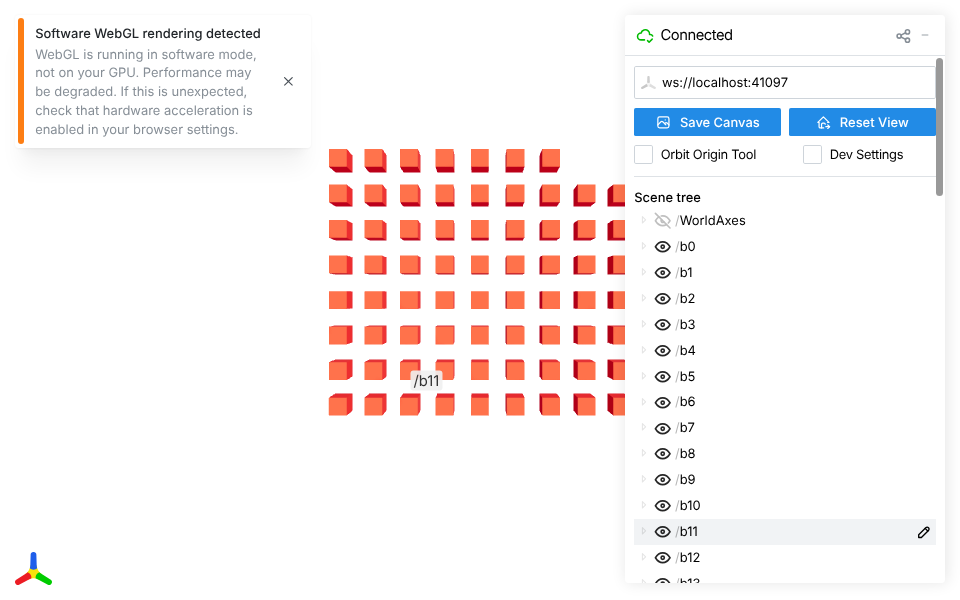 Software WebGL rendering detected
WebGL is running in software mode,
not on your GPU. Performance may
be degraded. If this is unexpected,
check that hardware acceleration is
enabled in your browser settings.
/b11
Connected
ws://localhost:41097
Save Canvas
Reset View
Orbit Origin Tool
Dev Settings
Scene tree
/WorldAxes
/b0
/b1
/b2
/b3
/b4
/b5
/b6
/b7
/b8
/b9
/b10
/b11
/b12
/b13